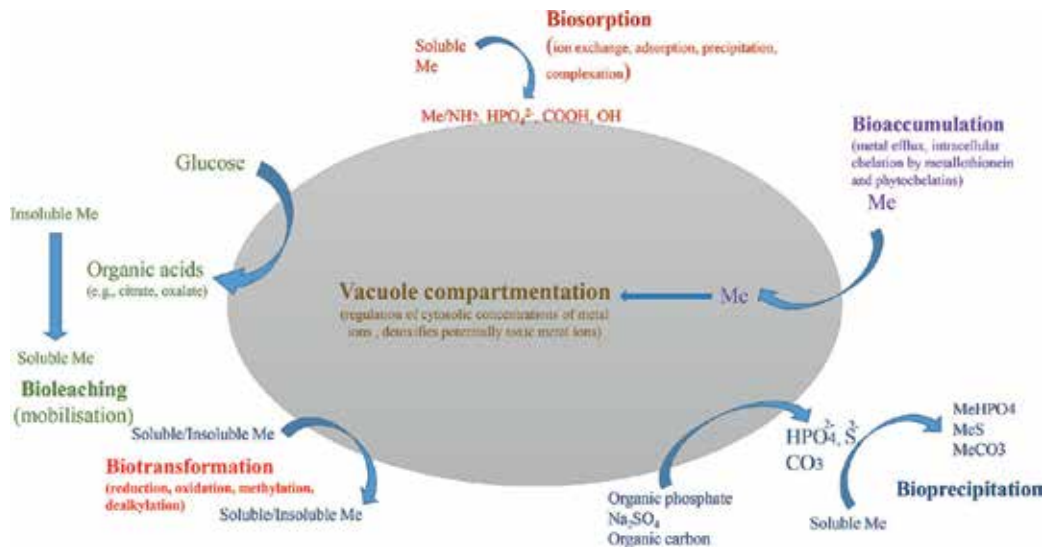 Biosorption
(ion exchange, adsorption, precipitation,
complexation)
Soluble
Me
Me/NH2, HPO₄²⁻, COOH, OH
Bioaccumulation
(metal efflux, intracellular
chelation by metallothionein
and phytochelatins)
Me
Glucose
Insoluble Me
Organic acids
(e.g., citrate, oxalate)
Soluble Me
Bioleaching
(mobilisation)
Vacuole compartmentation
(regulation of cytosolic concentrations of metal
ions , detoxifies potentially toxic metal ions)
Me
Soluble/Insoluble Me
Biotransformation
(reduction, oxidation, methylation,
dealkylation)
Soluble/Insoluble Me
HPO4²⁻, S²⁻
CO3
MeHPO4
MeS
MeCO3
Bioprecipitation
Organic phosphate
Na₂SO₄
Organic carbon
Soluble Me